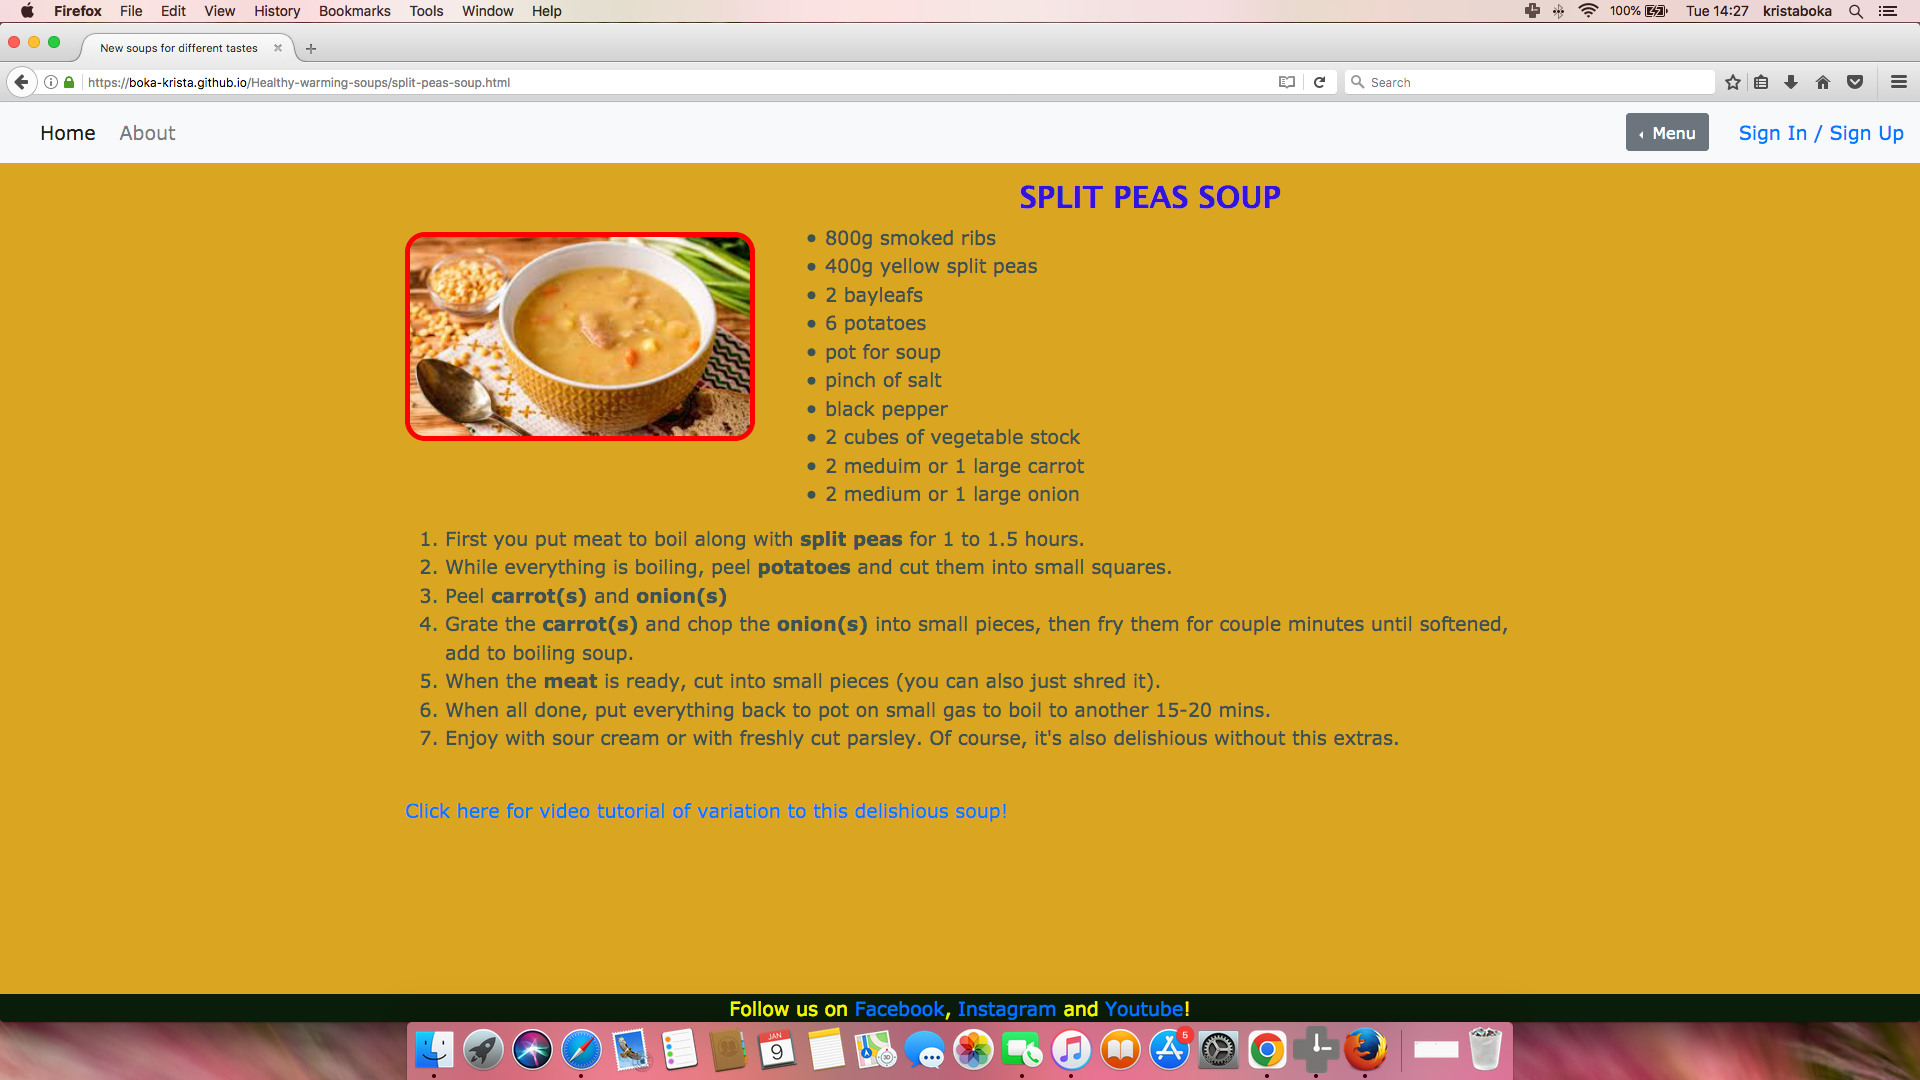 Firefox File Edit View History Bookmarks Tools Window Help 100% Tue 14:27 kristaboka
New soups for different tastes
https://boka-krista.github.io/Healthy-warming-soups/split-peas-soup.html Search
Home About Menu Sign In / Sign Up
SPLIT PEAS SOUP
• 800g smoked ribs
• 400g yellow split peas
• 2 bayleafs
• 6 potatoes
• pot for soup
• pinch of salt
• black pepper
• 2 cubes of vegetable stock
• 2 meduim or 1 large carrot
• 2 medium or 1 large onion
1. First you put meat to boil along with split peas for 1 to 1.5 hours.
2. While everything is boiling, peel potatoes and cut them into small squares.
3. Peel carrot(s) and onion(s)
4. Grate the carrot(s) and chop the onion(s) into small pieces, then fry them for couple minutes until softened,
add to boiling soup.
5. When the meat is ready, cut into small pieces (you can also just shred it).
6. When all done, put everything back to pot on small gas to boil to another 15-20 mins.
7. Enjoy with sour cream or with freshly cut parsley. Of course, it's also delishious without this extras.
Click here for video tutorial of variation to this delishious soup!
Follow us on Facebook, Instagram and Youtube!
JAN
9
3D
5